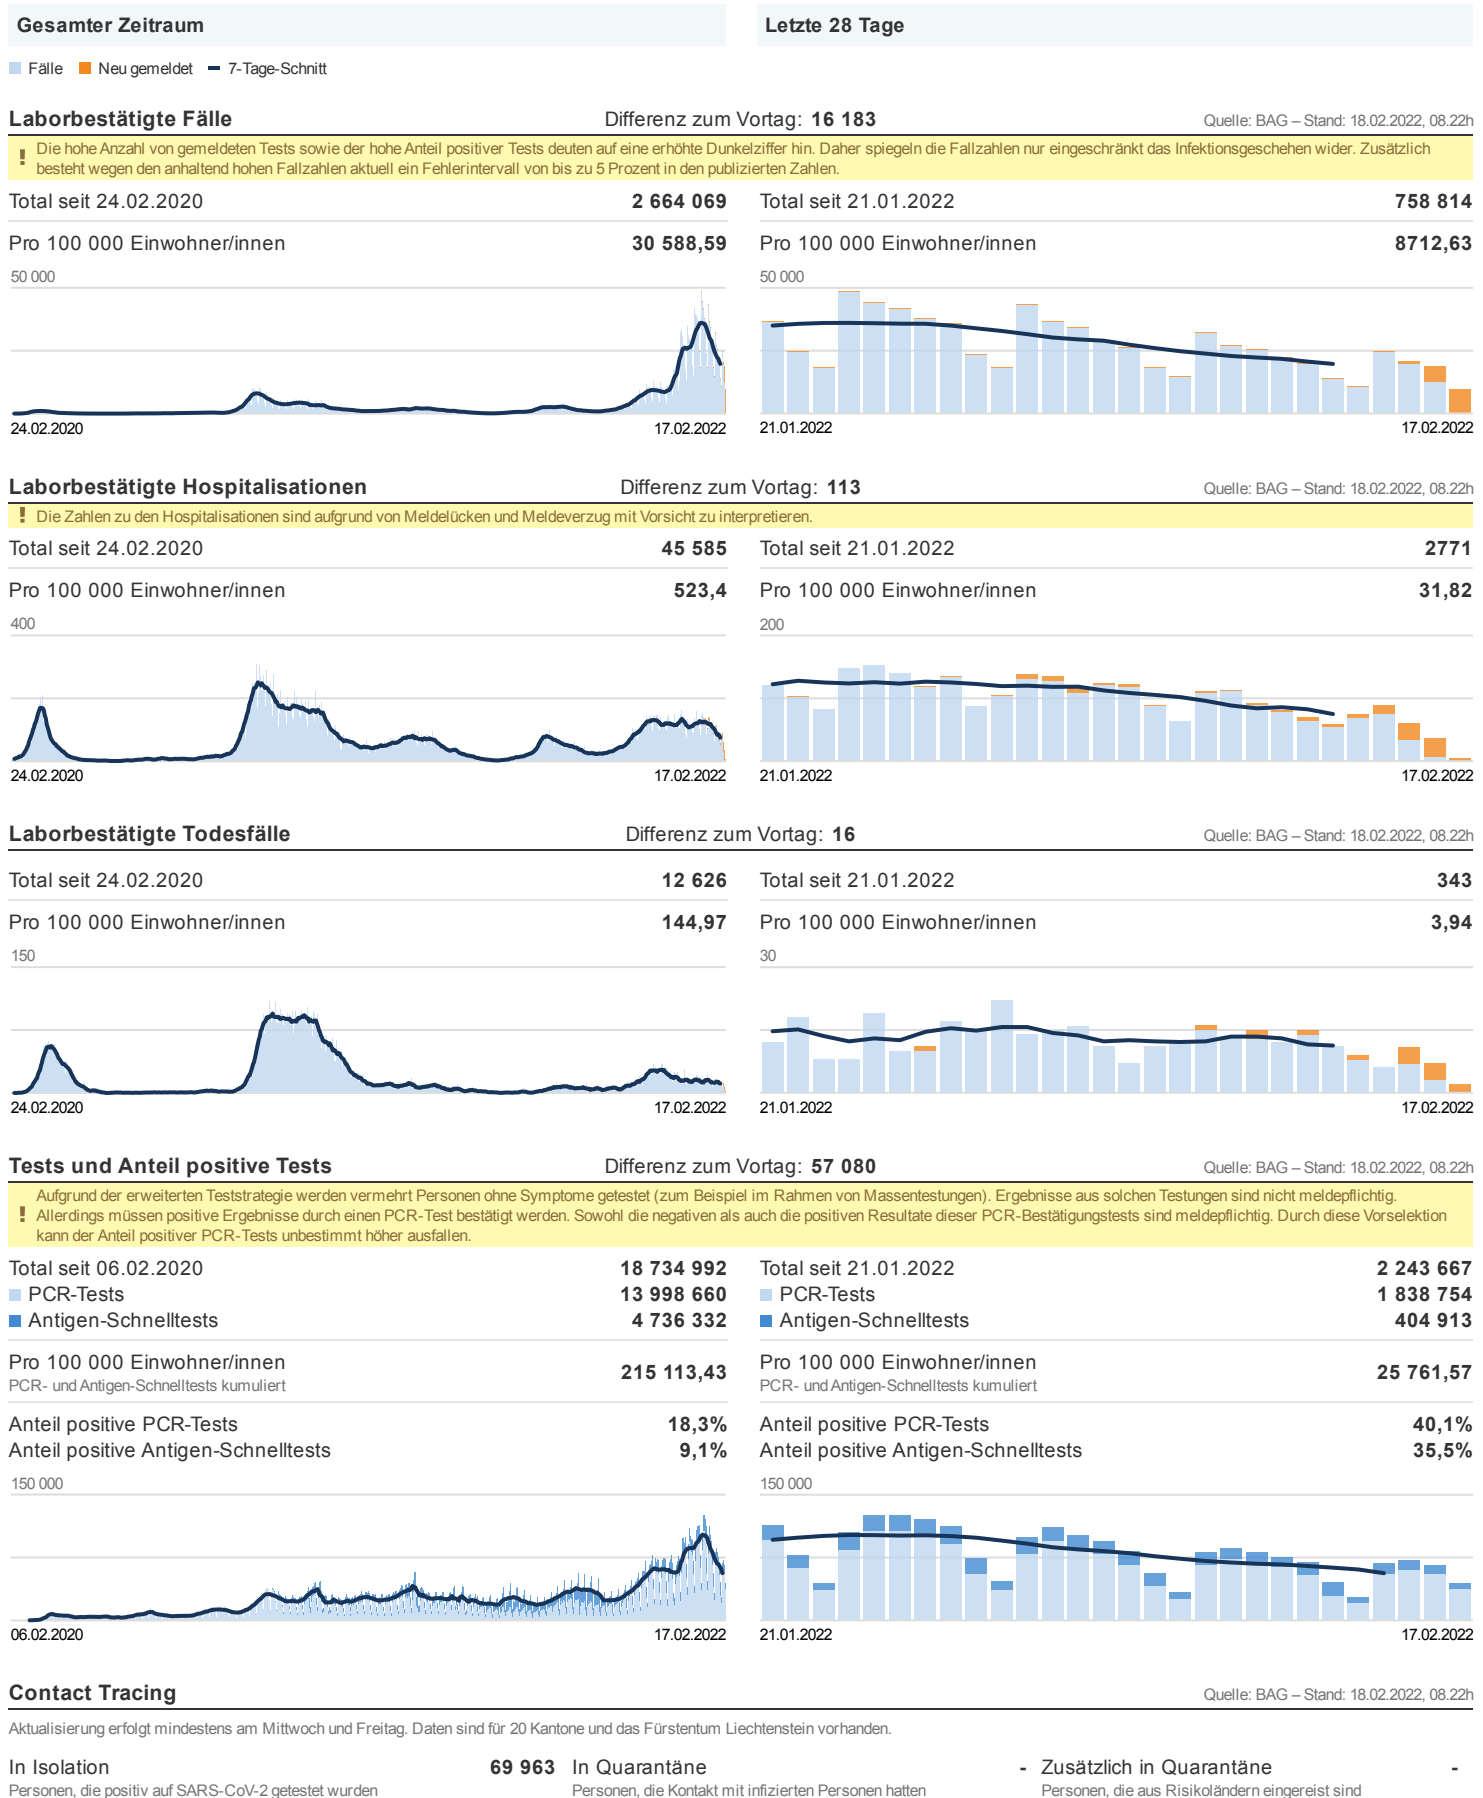 Gesamter Zeitraum
Letzte 28 Tage
Fälle Neu gemeldet 7-Tage-Schnitt
Laborbestätigte Fälle Differenz zum Vortag: 16 183 Quelle: BAG – Stand: 18.02.2022, 08.22h
! Die hohe Anzahl von gemeldeten Tests sowie der hohe Anteil positiver Tests deuten auf eine erhöhte Dunkelziffer hin. Daher spiegeln die Fallzahlen nur eingeschränkt das Infektionsgeschehen wider. Zusätzlich
besteht wegen den anhaltend hohen Fallzahlen aktuell ein Fehlerintervall von bis zu 5 Prozent in den publizierten Zahlen.
Total seit 24.02.2020 2 664 069
Pro 100 000 Einwohner/innen 30 588,59
50 000
24.02.2020 17.02.2022
Total seit 21.01.2022 758 814
Pro 100 000 Einwohner/innen 8712,63
50 000
21.01.2022 17.02.2022
Laborbestätigte Hospitalisationen Differenz zum Vortag: 113 Quelle: BAG – Stand: 18.02.2022, 08.22h
! Die Zahlen zu den Hospitalisationen sind aufgrund von Meldelücken und Meldeverzug mit Vorsicht zu interpretieren.
Total seit 24.02.2020 45 585
Pro 100 000 Einwohner/innen 523,4
400
24.02.2020 17.02.2022
Total seit 21.01.2022 2771
Pro 100 000 Einwohner/innen 31,82
200
21.01.2022 17.02.2022
Laborbestätigte Todesfälle Differenz zum Vortag: 16 Quelle: BAG – Stand: 18.02.2022, 08.22h
Total seit 24.02.2020 12 626
Pro 100 000 Einwohner/innen 144,97
150
24.02.2020 17.02.2022
Total seit 21.01.2022 343
Pro 100 000 Einwohner/innen 3,94
30
21.01.2022 17.02.2022
Tests und Anteil positive Tests Differenz zum Vortag: 57 080 Quelle: BAG – Stand: 18.02.2022, 08.22h
Aufgrund der erweiterten Teststrategie werden vermehrt Personen ohne Symptome getestet (zum Beispiel im Rahmen von Massentestungen). Ergebnisse aus solchen Testungen sind nicht meldepflichtig.
! Allerdings müssen positive Ergebnisse durch einen PCR-Test bestätigt werden. Sowohl die negativen als auch die positiven Resultate dieser PCR-Bestätigungstests sind meldepflichtig. Durch diese Vorselektion
kann der Anteil positiver PCR-Tests unbestimmt höher ausfallen.
Total seit 06.02.2020 18 734 992
PCR-Tests 13 998 660
Antigen-Schnelltests 4 736 332
Pro 100 000 Einwohner/innen 215 113,43
PCR- und Antigen-Schnelltests kumuliert
Anteil positive PCR-Tests 18,3%
Anteil positive Antigen-Schnelltests 9,1%
150 000
06.02.2020 17.02.2022
Total seit 21.01.2022 2 243 667
PCR-Tests 1 838 754
Antigen-Schnelltests 404 913
Pro 100 000 Einwohner/innen 25 761,57
PCR- und Antigen-Schnelltests kumuliert
Anteil positive PCR-Tests 40,1%
Anteil positive Antigen-Schnelltests 35,5%
150 000
21.01.2022 17.02.2022
Contact Tracing Quelle: BAG – Stand: 18.02.2022, 08.22h
Aktualisierung erfolgt mindestens am Mittwoch und Freitag. Daten sind für 20 Kantone und das Fürstentum Liechtenstein vorhanden.
In Isolation 69 963
Personen, die positiv auf SARS-CoV-2 getestet wurden
In Quarantäne -
Personen, die Kontakt mit infizierten Personen hatten
Zusätzlich in Quarantäne -
Personen, die aus Risikoländern eingereist sind